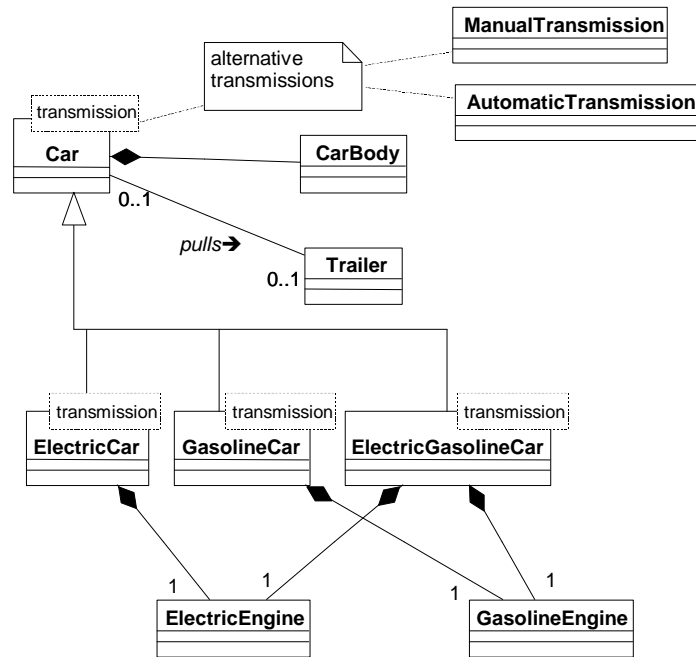 ManualTransmission
alternative
transmissions
AutomaticTransmission
transmission
Car
CarBody
0..1
pulls➔
Trailer
0..1
transmission
transmission
transmission
ElectricCar
GasolineCar
ElectricGasolineCar
1
1
1
1
ElectricEngine
GasolineEngine